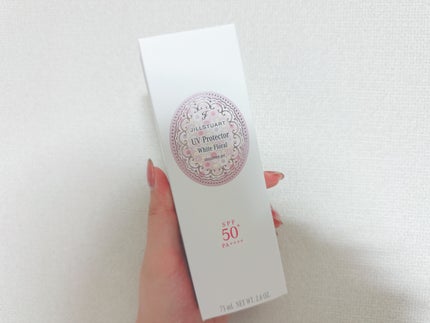 JILLSTUART
UV Protector
White Floral
SPF
50+
PA++++
75 mL NET WT. 2.6 OZ.